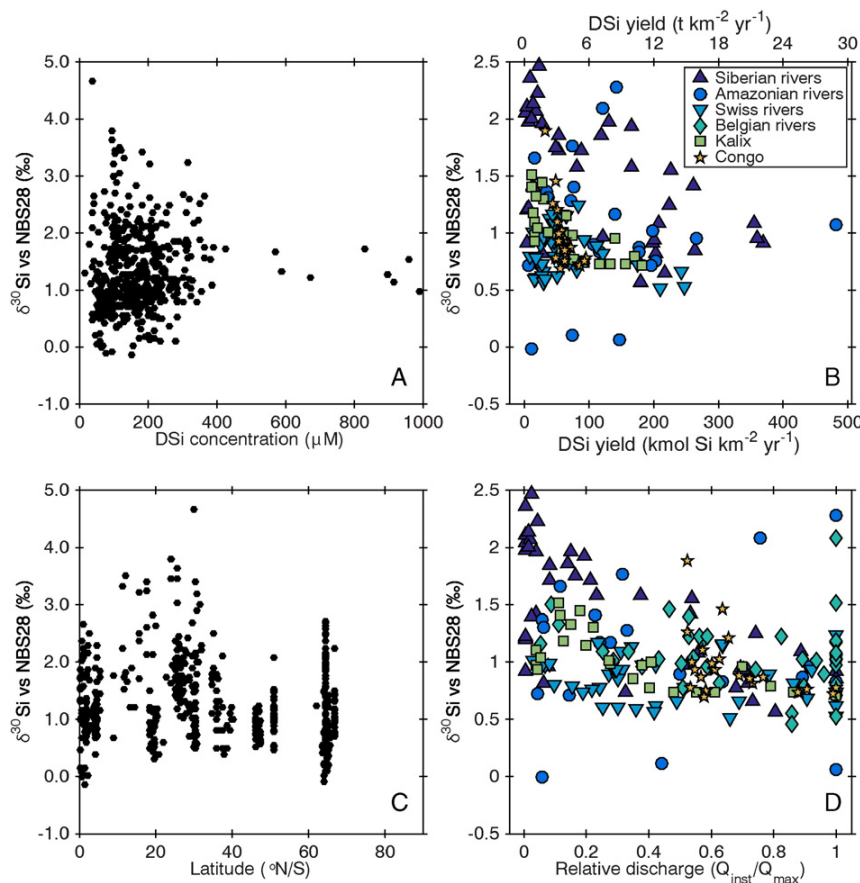 A
5.0
4.0
3.0
2.0
1.0
0
-1.0
δ³⁰Si vs NBS28 (‰)
0 200 400 600 800 1000
DSi concentration (μM)
DSi yield (t km⁻² yr⁻¹)
0 6 12 18 24 29
2.5
2
1.5
1
0.5
0
-0.5
δ³⁰Si vs NBS28 (‰)
Siberian rivers
Amazonian rivers
Swiss rivers
Belgian rivers
Kalix
Congo
B
0 100 200 300 400 500
DSi yield (kmol Si km⁻² yr⁻¹)
5.0
4.0
3.0
2.0
1.0
0.0
-1.0
δ³⁰Si vs NBS28 (‰)
C
0 20 40 60 80
Latitude (°N/S)
2.5
2
1.5
1
0.5
0
-0.5
δ³⁰Si vs NBS28 (‰)
D
0 0.2 0.4 0.6 0.8 1
Relative discharge (Q_inst/Q_max)